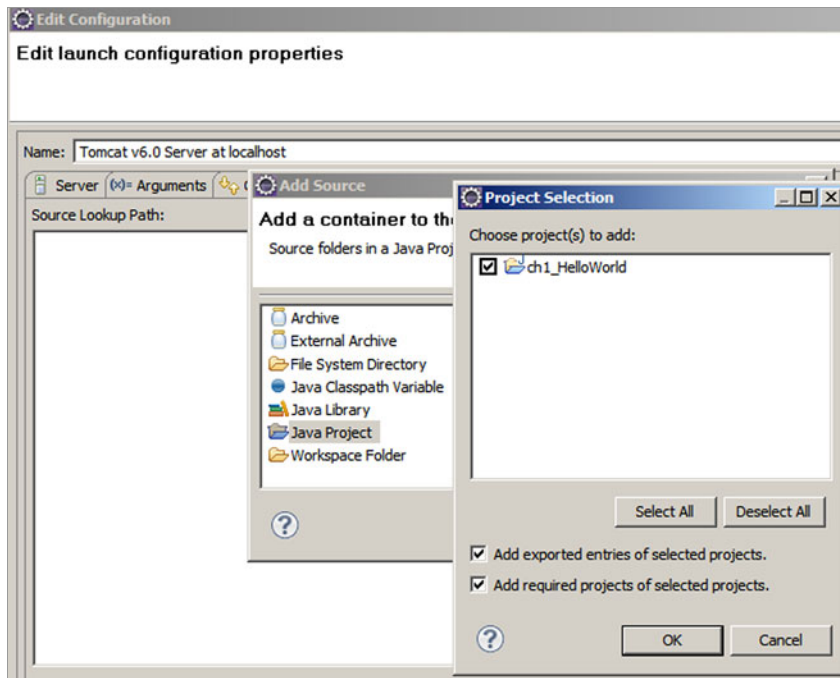 Edit Configuration
Edit launch configuration properties
Name: Tomcat v6.0 Server at localhost
Server (x)= Arguments
Source Lookup Path:
Add Source
Add a container to the
Source folders in a Java Proj
Archive
External Archive
File System Directory
Java Classpath Variable
Java Library
Java Project
Workspace Folder
?
Project Selection
Choose project(s) to add:
ch1_HelloWorld
Select All Deselect All
Add exported entries of selected projects.
Add required projects of selected projects.
? OK Cancel